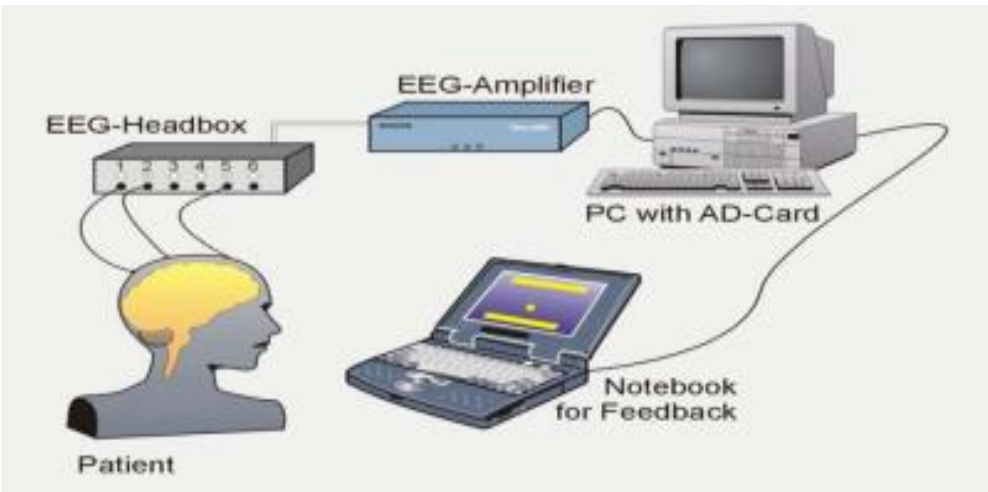 EEG-Amplifier
EEG-Headbox
1 2 3 4 5 6
PC with AD-Card
Notebook
for Feedback
Patient